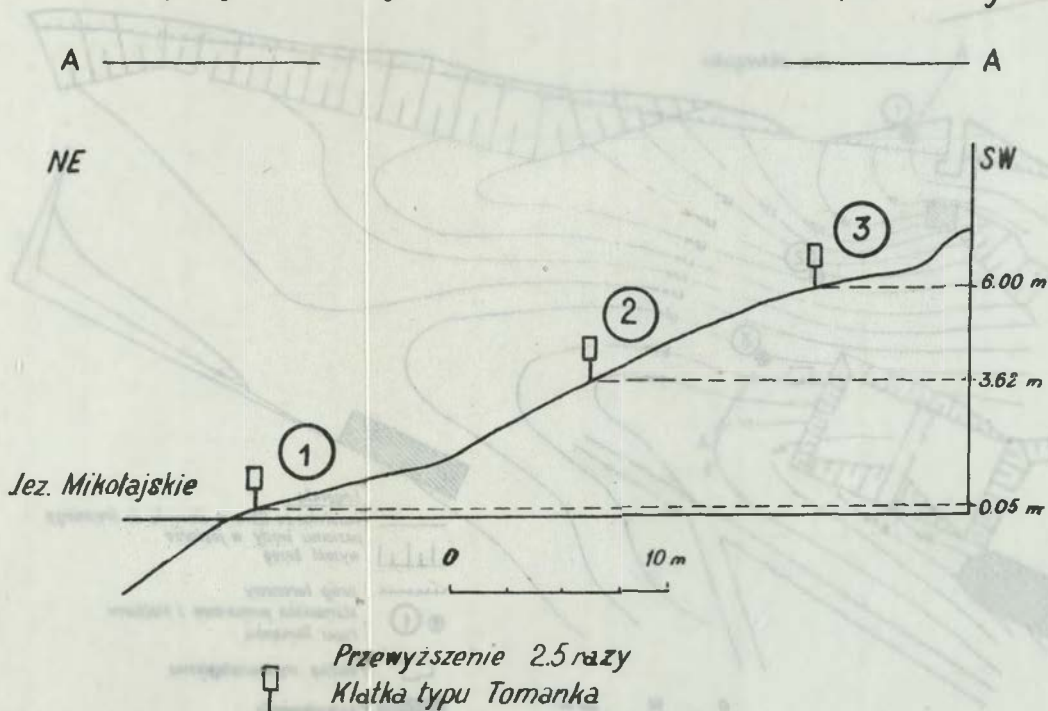 A A
NE SW
3
6.00 m
2
3.62 m
1
Jez. Mikołajskie
0.05 m
0 10 m
Przewyższenie 2.5 razy
Klatka typu Tomanka